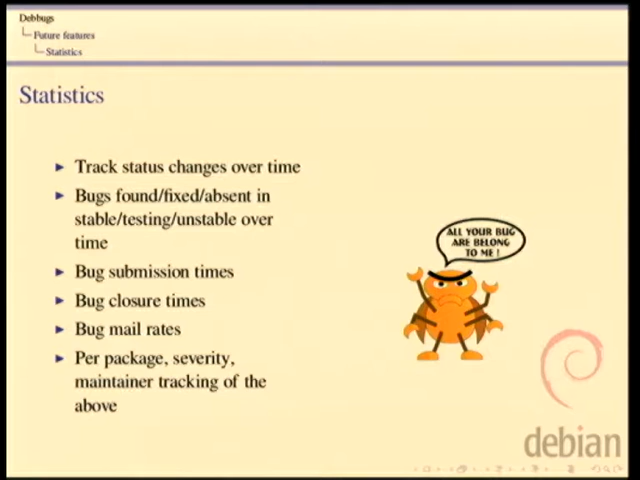 Debbugs
Future features
Statistics
Statistics
Track status changes over time
Bugs found/fixed/absent in
stable/testing/unstable over
time
Bug submission times
Bug closure times
Bug mail rates
Per package, severity,
maintainer tracking of the
above
ALL YOUR BUG
ARE BELONG
TO ME !
debian